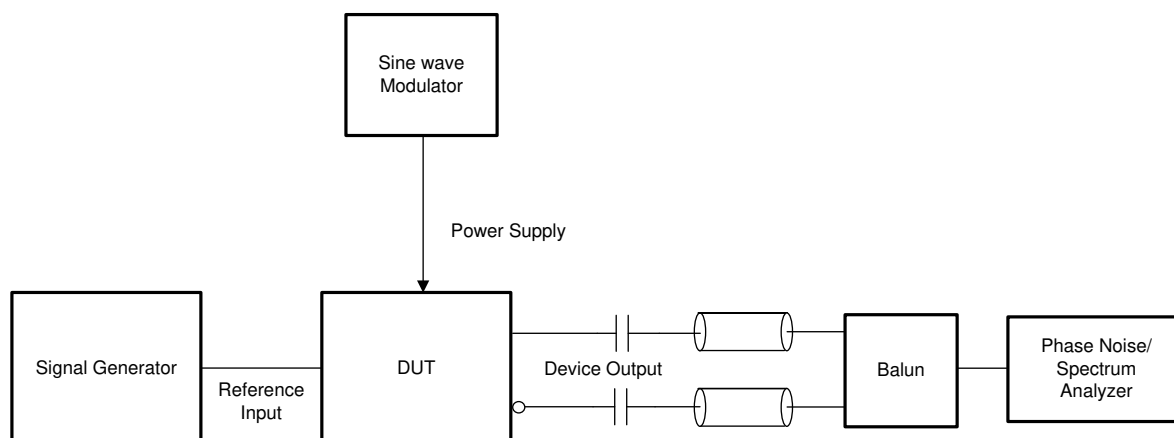 Sine wave
Modulator
Power Supply
Signal Generator
Reference
Input
DUT
Device Output
Balun
Phase Noise/
Spectrum
Analyzer